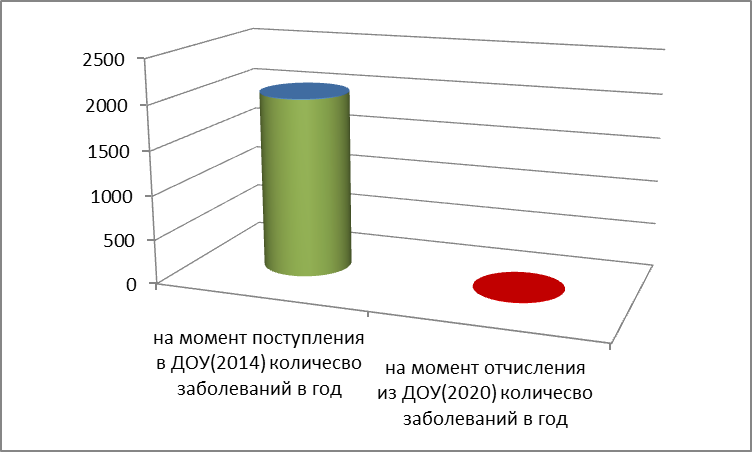 2500
2000
1500
1000
500
0
на момент поступления
в ДОУ(2014) количесво
заболеваний в год
на момент отчисления
из ДОУ(2020) количесво
заболеваний в год